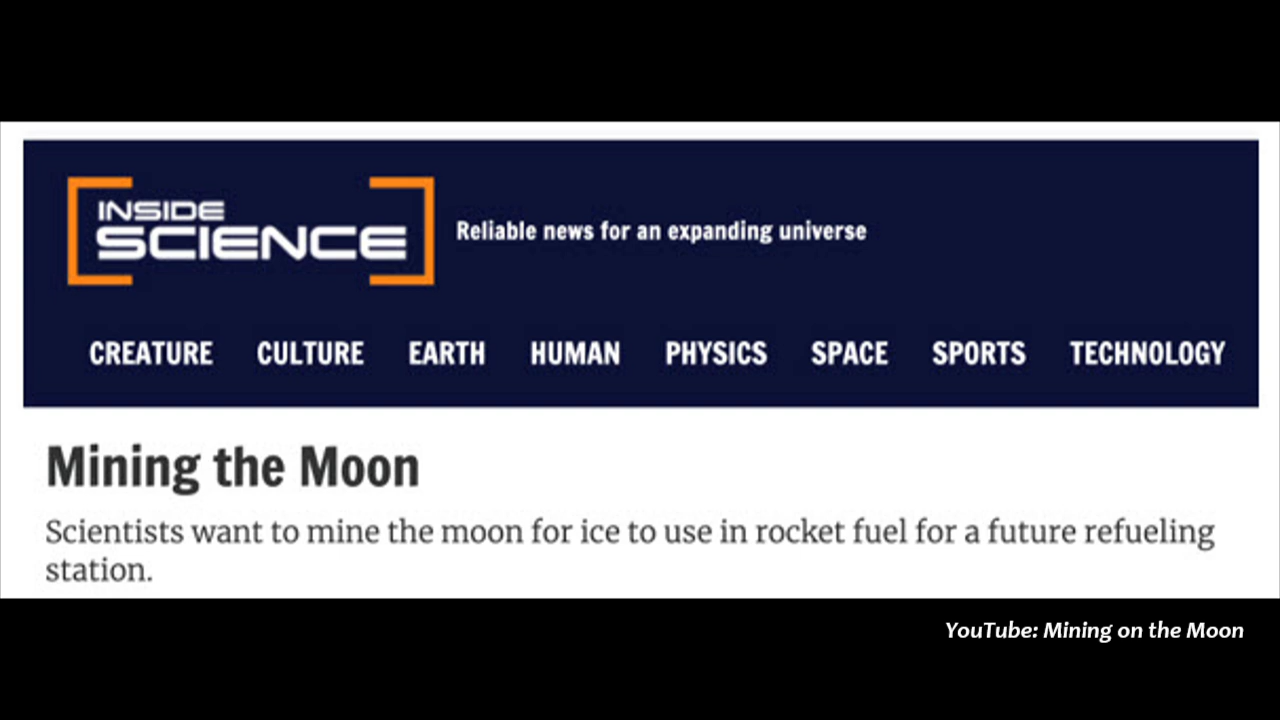 INSIDE
SCIENCE
Reliable news for an expanding universe
CREATURE CULTURE EARTH HUMAN PHYSICS SPACE SPORTS TECHNOLOGY
Mining the Moon
Scientists want to mine the moon for ice to use in rocket fuel for a future refueling
station.
YouTube: Mining on the Moon